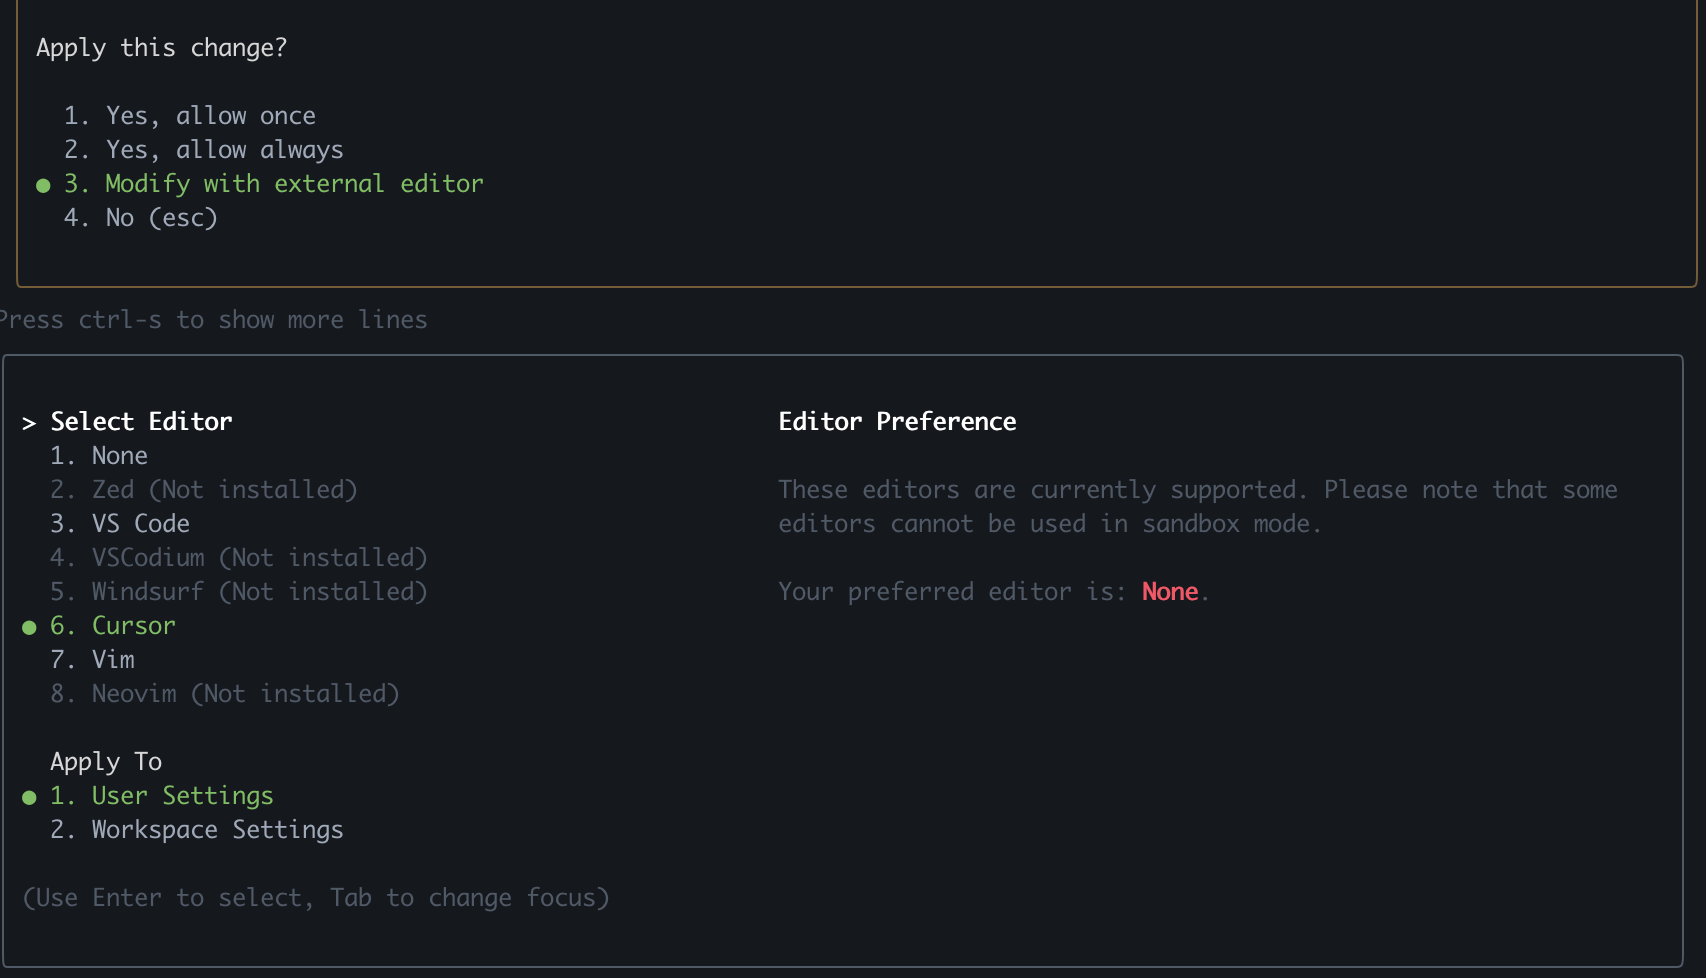 Apply this change?
1. Yes, allow once
2. Yes, allow always
● 3. Modify with external editor
4. No (esc)
Press ctrl-s to show more lines
> Select Editor
1. None
2. Zed (Not installed)
3. VS Code
4. VSCodium (Not installed)
5. Windsurf (Not installed)
● 6. Cursor
7. Vim
8. Neovim (Not installed)
Apply To
● 1. User Settings
2. Workspace Settings
(Use Enter to select, Tab to change focus)
Editor Preference
These editors are currently supported. Please note that some
editors cannot be used in sandbox mode.
Your preferred editor is: None.